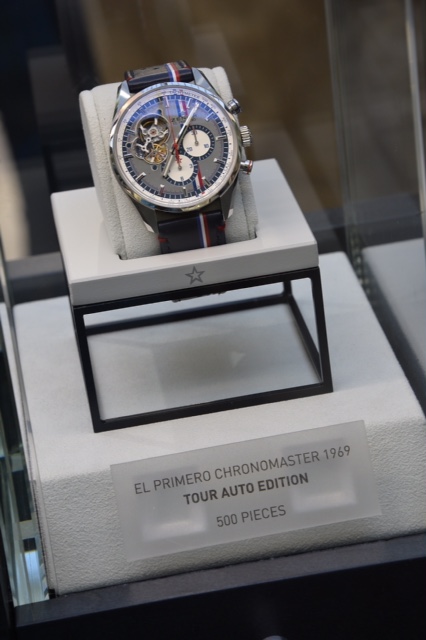 EL PRIMERO CHRONOMASTER 1969
TOUR AUTO EDITION
500 PIECES